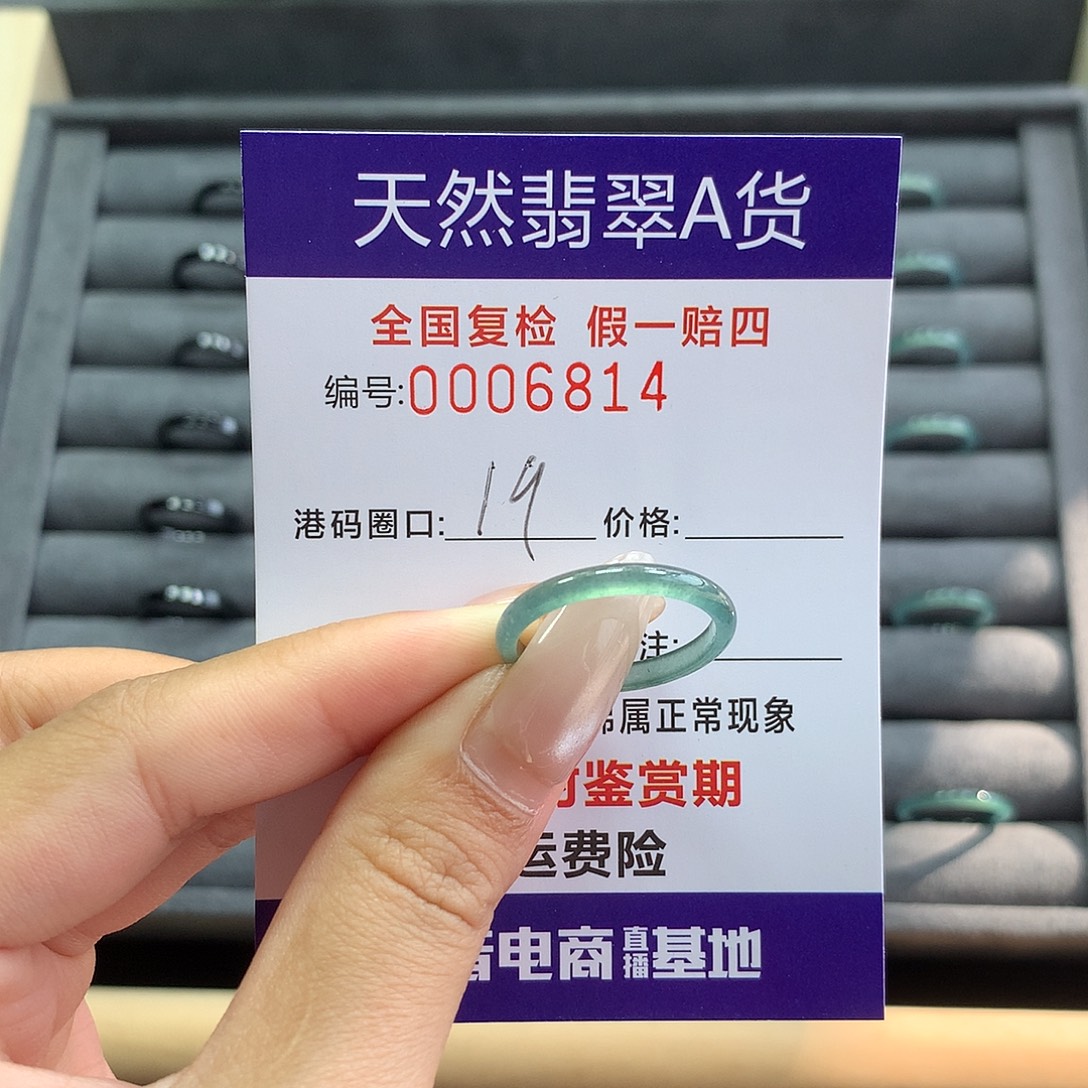 天然翡翠A货
全国复检 假一赔四
编号:0006814
港码圈口: 19 价格:
注:
属正常现象
鉴赏期
运费险
电商直播基地